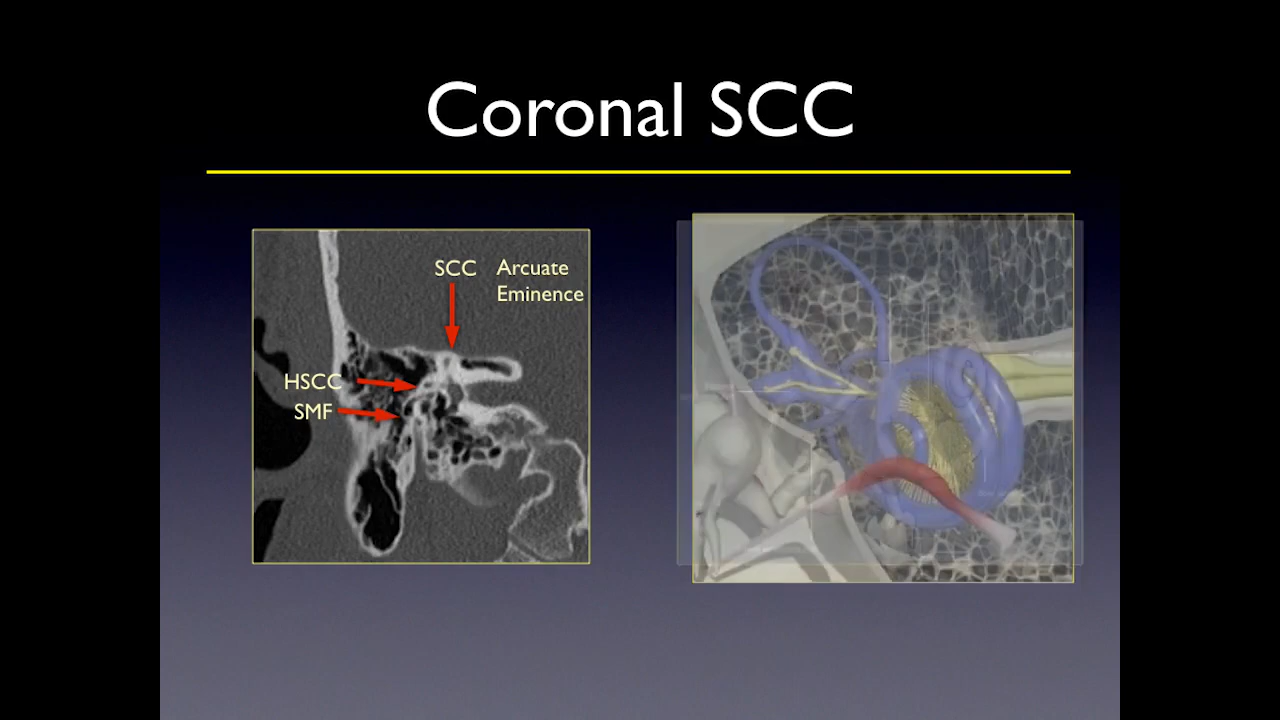 Coronal SCC
SCC
Arcuate
Eminence
HSCC
SMF